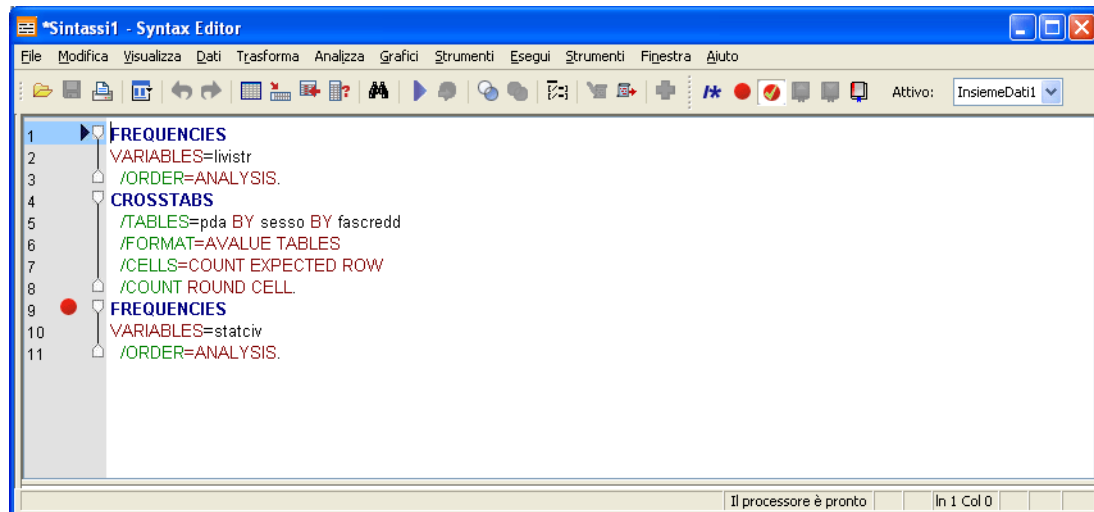 *Sintassi1 - Syntax Editor
File Modifica Visualizza Dati Trasforma Analizza Grafici Strumenti Esegui Strumenti Finestra Aiuto
Attivo: InsiemeDati1
1 FREQUENCIES
2 VARIABLES=livistr
3 /ORDER=ANALYSIS.
4 CROSSTABS
5 /TABLES=pda BY sesso BY fascredd
6 /FORMAT=AVALUE TABLES
7 /CELLS=COUNT EXPECTED ROW
8 /COUNT ROUND CELL.
9 FREQUENCIES
10 VARIABLES=statciv
11 /ORDER=ANALYSIS.
Il processore è pronto In 1 Col 0